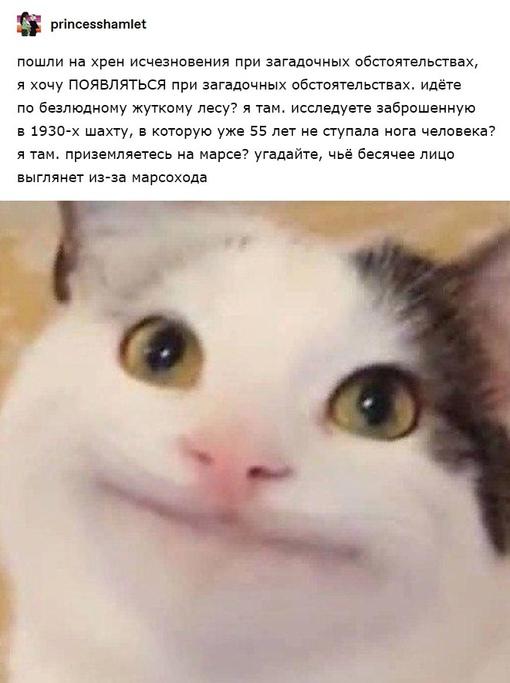 princesshamlet
пошли на хрен исчезновения при загадочных обстоятельствах,
я хочу ПОЯВЛЯТЬСЯ при загадочных обстоятельствах. идёте
по безлюдному жуткому лесу? я там. исследуете заброшенную
в 1930-х шахту, в которую уже 55 лет не ступала нога человека?
я там. приземляетесь на марсе? угадайте, чьё бесячее лицо
выглянет из-за марсохода